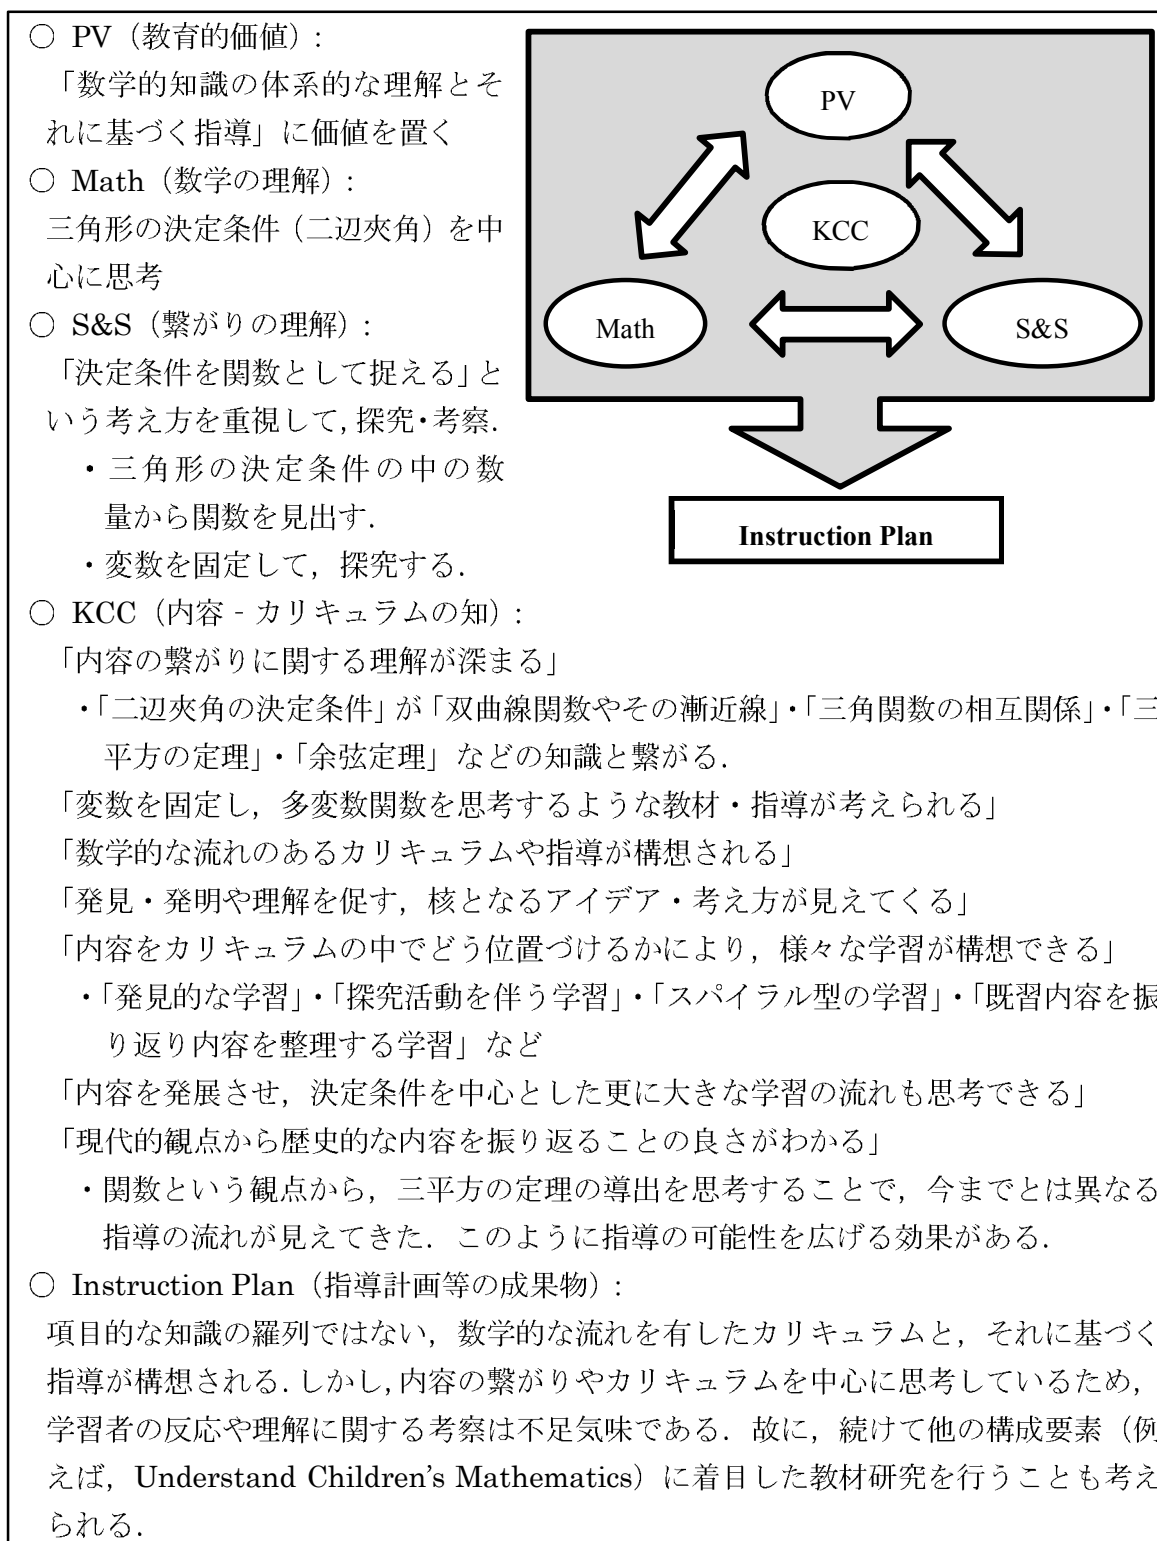 ○ PV（教育的価値）:
「数学的知識の体系的な理解とそ
れに基づく指導」に価値を置く
○ Math（数学の理解）:
三角形の決定条件（二辺夾角）を中
心に思考
○ S&S（繋がりの理解）:
「決定条件を関数として捉える」と
いう考え方を重視して,探究・考察.
・三角形の決定条件の中の数
量から関数を見出す.
・変数を固定して，探究する.
PV
KCC
Math
S&S
Instruction Plan
○ KCC（内容‐カリキュラムの知）:
「内容の繋がりに関する理解が深まる」
・「二辺夾角の決定条件」が「双曲線関数やその漸近線」・「三角関数の相互関係」・「三
平方の定理」・「余弦定理」などの知識と繋がる.
「変数を固定し，多変数関数を思考するような教材・指導が考えられる」
「数学的な流れのあるカリキュラムや指導が構想される」
「発見・発明や理解を促す，核となるアイデア・考え方が見えてくる」
「内容をカリキュラムの中でどう位置づけるかにより，様々な学習が構想できる」
・「発見的な学習」・「探究活動を伴う学習」・「スパイラル型の学習」・「既習内容を振
り返り内容を整理する学習」など
「内容を発展させ，決定条件を中心とした更に大きな学習の流れも思考できる」
「現代的観点から歴史的な内容を振り返ることの良さがわかる」
・関数という観点から，三平方の定理の導出を思考することで，今までとは異なる
指導の流れが見えてきた．このように指導の可能性を広げる効果がある.
○ Instruction Plan（指導計画等の成果物）:
項目的な知識の羅列ではない，数学的な流れを有したカリキュラムと，それに基づく
指導が構想される.しかし,内容の繋がりやカリキュラムを中心に思考しているため，
学習者の反応や理解に関する考察は不足気味である．故に，続けて他の構成要素（例
えば，Understand Children's Mathematics）に着目した教材研究を行うことも考え
られる.